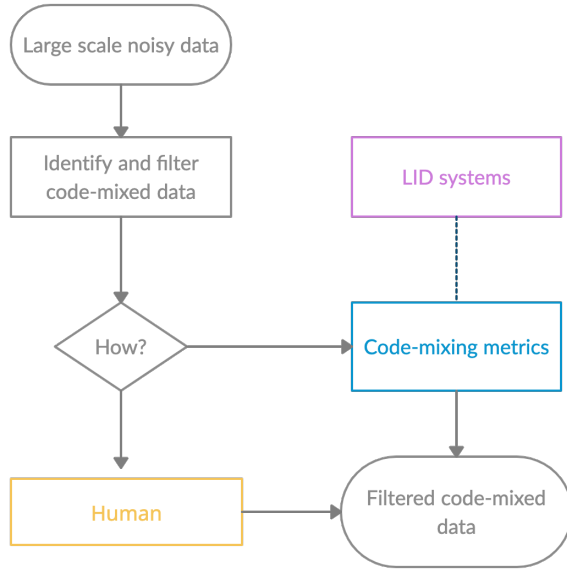 Large scale noisy data
Identify and filter
code-mixed data
LID systems
How?
Code-mixing metrics
Human
Filtered code-mixed
data